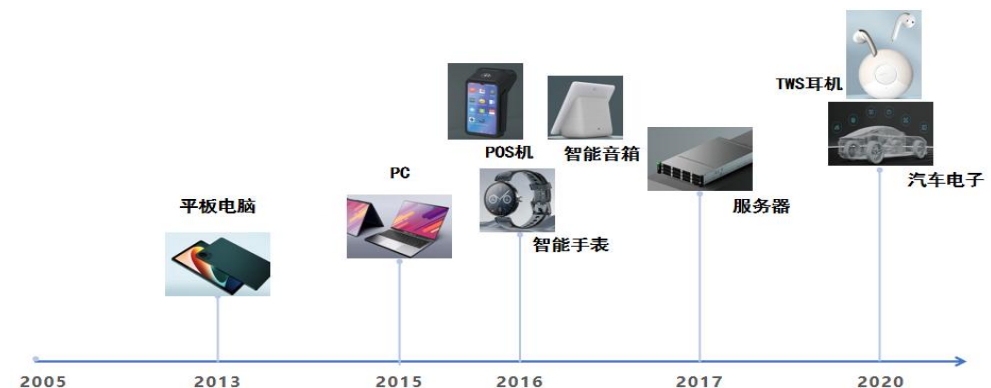 TWS耳机
POS机
智能音箱
PC
汽车电子
平板电脑
服务器
智能手表
2005
2013
2015
2016
2017
2020